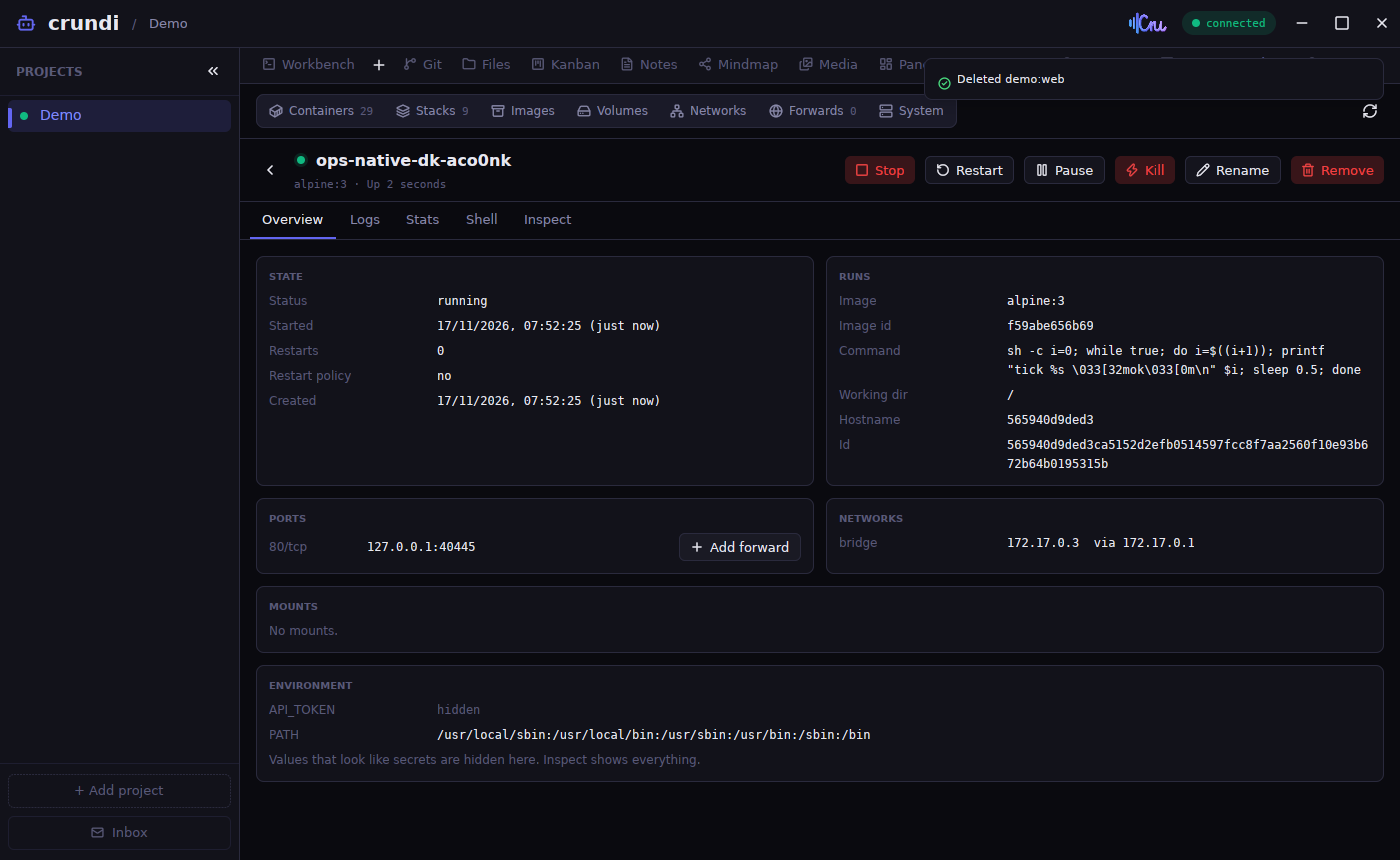 crundi / Demo
Cru
connected
PROJECTS
Workbench
Git
Files
Kanban
Notes
Mindmap
Media
Deleted demo:web
Demo
Containers 29
Stacks 9
Images
Volumes
Networks
Forwards 0
System
ops-native-dk-aco0nk
alpine:3 · Up 2 seconds
Stop
Restart
Pause
Kill
Rename
Remove
Overview
Logs
Stats
Shell
Inspect
STATE
Status running
Started 17/11/2026, 07:52:25 (just now)
Restarts 0
Restart policy no
Created 17/11/2026, 07:52:25 (just now)
RUNS
Image alpine:3
Image id f59abe656b69
Command sh -c i=0; while true; do i=$((i+1)); printf
"tick %s \033[32mok\033[0m\n" $i; sleep 0.5; done
Working dir /
Hostname 565940d9ded3
Id 565940d9ded3ca5152d2efb0514597fcc8f7aa2560f10e93b6
72b64b0195315b
PORTS
80/tcp 127.0.0.1:40445
+ Add forward
NETWORKS
bridge 172.17.0.3 via 172.17.0.1
MOUNTS
No mounts.
ENVIRONMENT
API_TOKEN hidden
PATH /usr/local/sbin:/usr/local/bin:/usr/sbin:/usr/bin:/sbin:/bin
Values that look like secrets are hidden here. Inspect shows everything.
+ Add project
Inbox